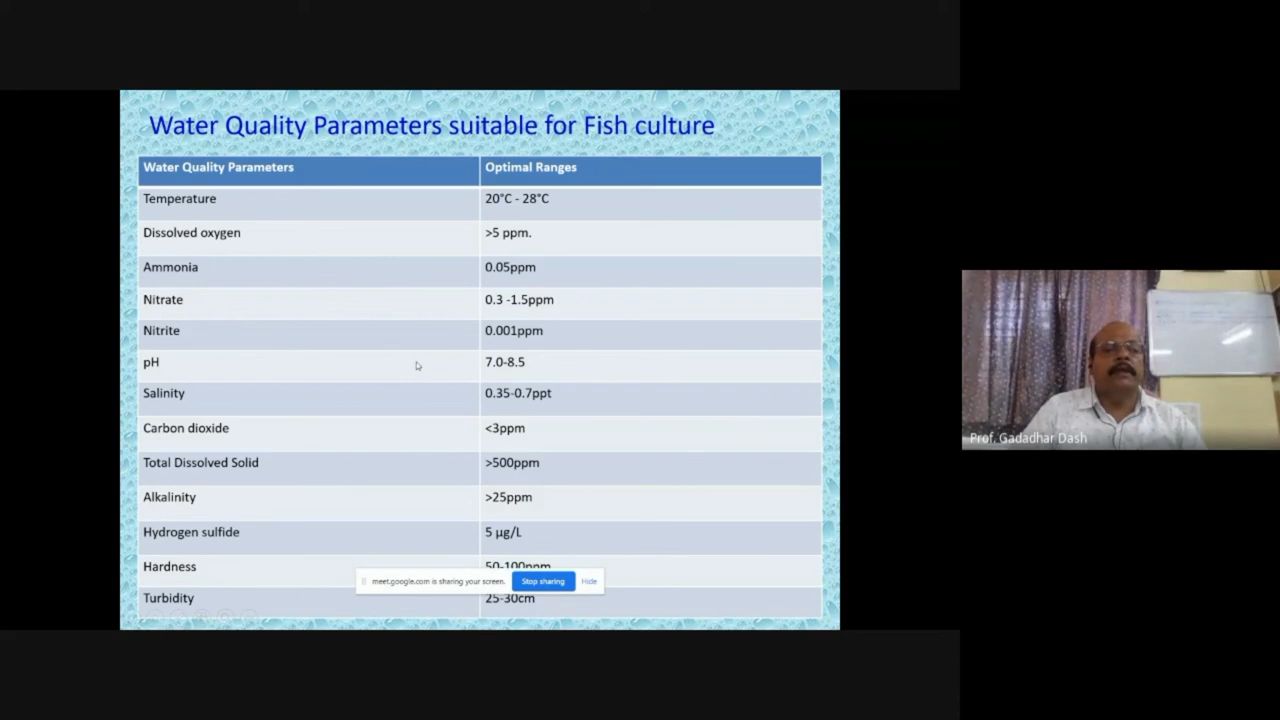 Water Quality Parameters suitable for Fish culture
Water Quality Parameters Optimal Ranges
Temperature 20°C - 28°C
Dissolved oxygen >5 ppm.
Ammonia 0.05ppm
Nitrate 0.3 -1.5ppm
Nitrite 0.001ppm
pH 7.0-8.5
Salinity 0.35-0.7ppt
Carbon dioxide <3ppm
Total Dissolved Solid >500ppm
Alkalinity >25ppm
Hydrogen sulfide 5 µg/L
Hardness 50-100ppm
meet.google.com is sharing your screen. Stop sharing Hide
Turbidity 25-30cm
Prof. Gadadhar Dash